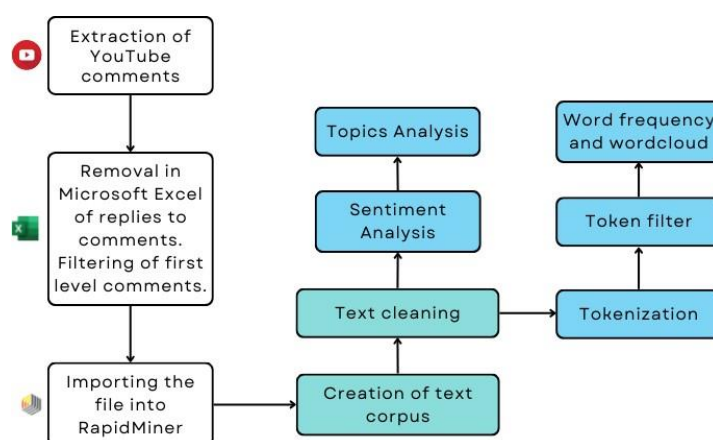 Extraction of
YouTube
comments
Removal in
Microsoft Excel
of replies to
comments.
Filtering of first
level comments.
Importing the
file into
RapidMiner
Creation of text
corpus
Text cleaning
Sentiment
Analysis
Topics Analysis
Tokenization
Token filter
Word frequency
and wordcloud